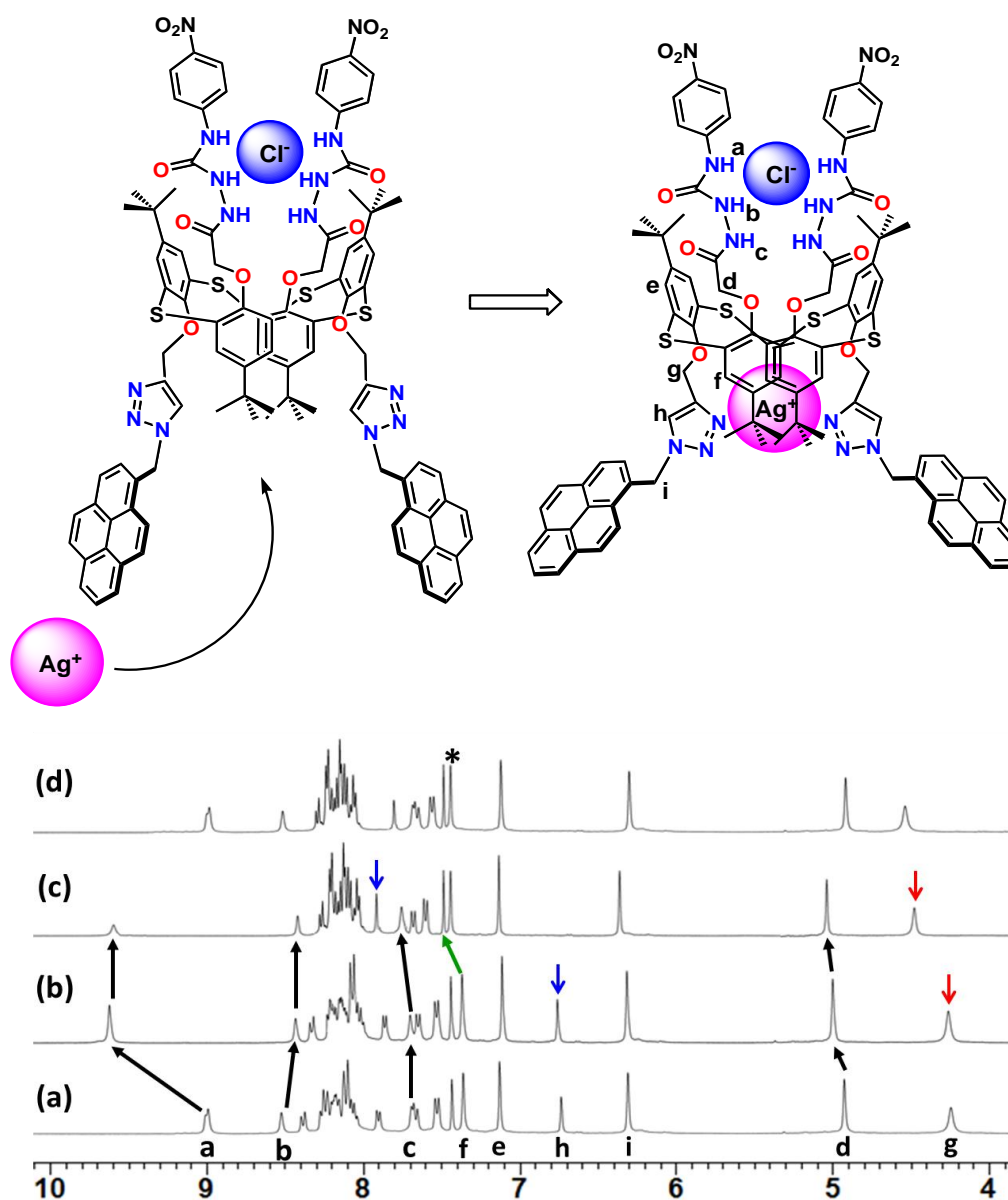 O₂N NO₂
NH Cl⁻ HN
O NH HN O
NH HN
O O
O O
S S
S S
O O
N N
N N
N N
Ag⁺
O₂N NO₂
NH a Cl⁻ HN
O NH b HN O
O NH c HN O
d
e S O O S
S S
O O
g f
h N Ag⁺ N
N N N N
i
(d) *
(c)
(b)
(a)
a b c f e h i d g
10 9 8 7 6 5 4